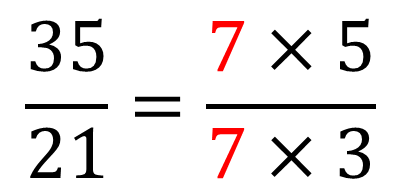 35/21 = 7 × 5/7 × 3